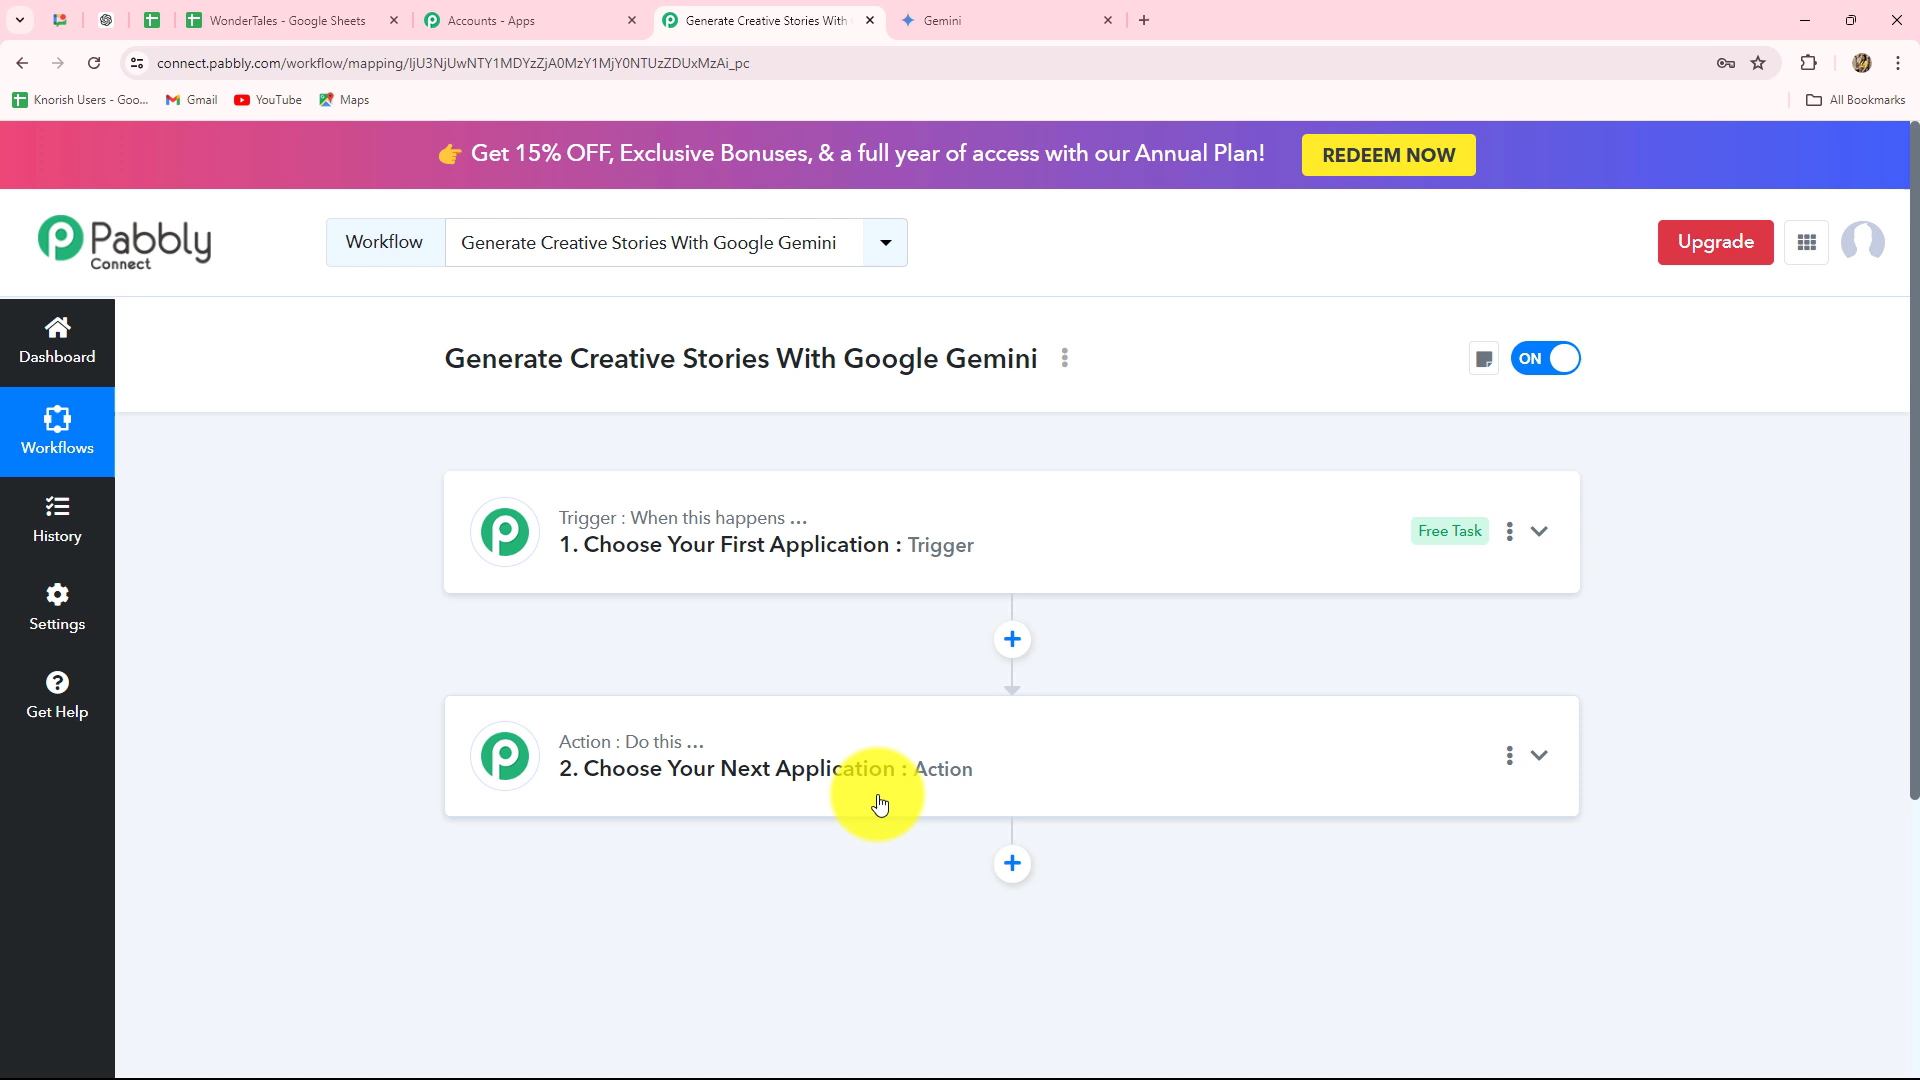 WonderTales - Google Sheets
Accounts - Apps
Generate Creative Stories With
Gemini
connect.pabbly.com/workflow/mapping/IjU3NjUwNTY1MDYzZjA0MzY1MjY0NTUzZDUxMzAi_pc
Knorish Users - Goo...
Gmail
YouTube
Maps
All Bookmarks
👉 Get 15% OFF, Exclusive Bonuses, & a full year of access with our Annual Plan!
REDEEM NOW
Pabbly
Connect
Workflow
Generate Creative Stories With Google Gemini
Upgrade
Dashboard
Workflows
History
Settings
Get Help
Generate Creative Stories With Google Gemini
ON
Trigger : When this happens ...
1. Choose Your First Application : Trigger
Free Task
Action : Do this ...
2. Choose Your Next Application : Action